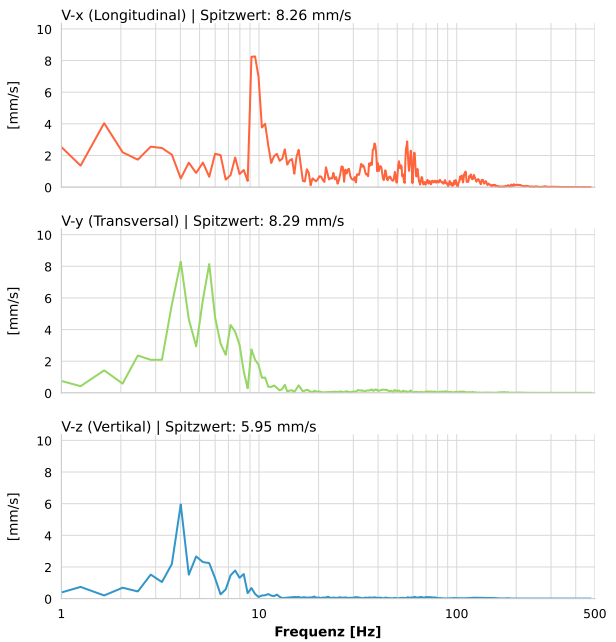 V-x (Longitudinal) | Spitzwert: 8.26 mm/s
10
8
6
4
2
0
[mm/s]
V-y (Transversal) | Spitzwert: 8.29 mm/s
10
8
6
4
2
0
[mm/s]
V-z (Vertikal) | Spitzwert: 5.95 mm/s
10
8
6
4
2
0
[mm/s]
1 10 100 500
Frequenz [Hz]